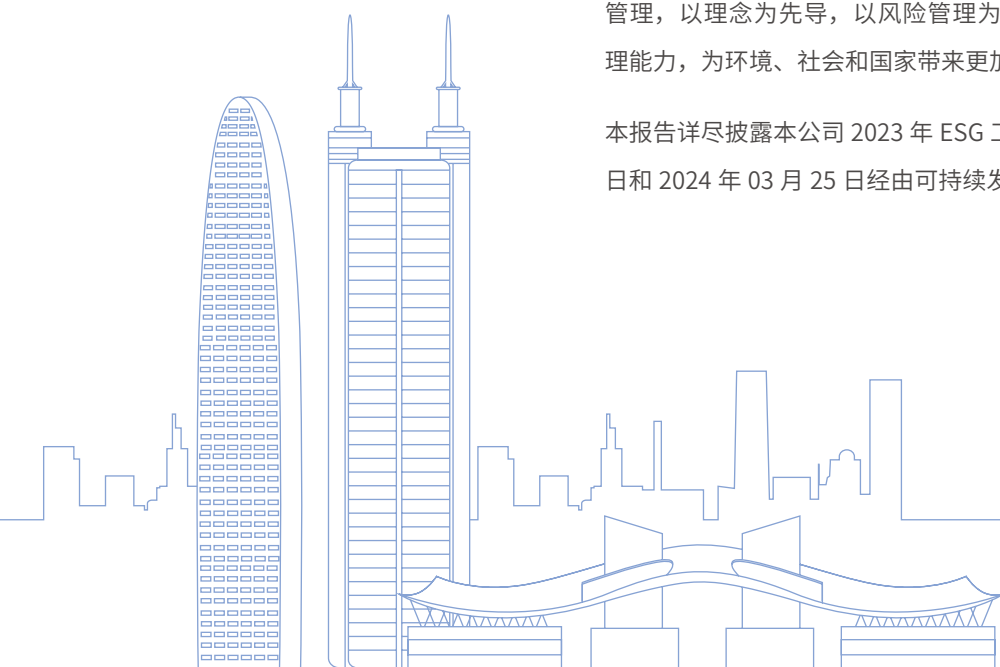 管理，以理念为先导，以风险管理为
理能力，为环境、社会和国家带来更
本报告详尽披露本公司 2023 年 ESG
日和 2024 年 03 月 25 日经由可持续